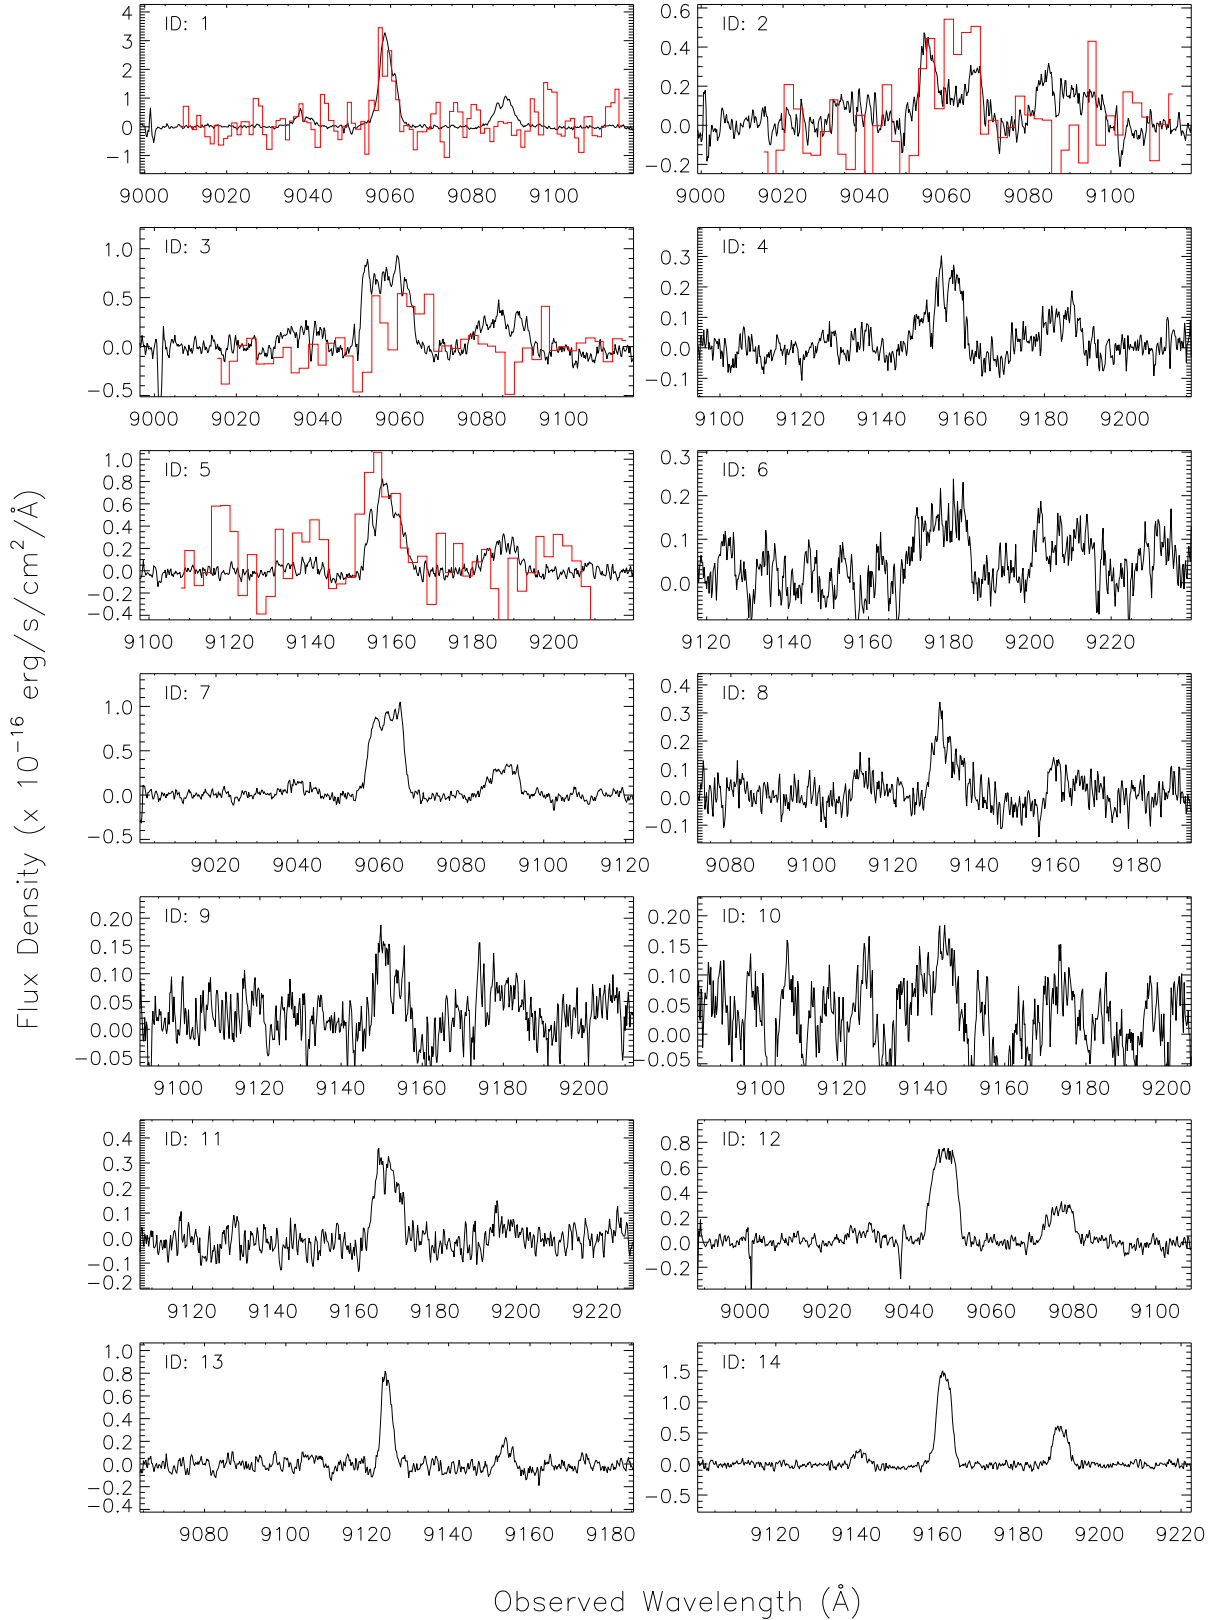 ID: 1
4
3
2
1
0
−1
9000 9020 9040 9060 9080 9100
ID: 2
0.6
0.4
0.2
0.0
−0.2
9000 9020 9040 9060 9080 9100
ID: 3
1.0
0.5
0.0
−0.5
9000 9020 9040 9060 9080 9100
ID: 4
0.3
0.2
0.1
0.0
−0.1
9100 9120 9140 9160 9180 9200
ID: 5
1.0
0.8
0.6
0.4
0.2
0.0
−0.2
−0.4
9100 9120 9140 9160 9180 9200
ID: 6
0.3
0.2
0.1
0.0
9120 9140 9160 9180 9200 9220
ID: 7
1.0
0.5
0.0
−0.5
9020 9040 9060 9080 9100 9120
ID: 8
0.4
0.3
0.2
0.1
0.0
−0.1
9080 9100 9120 9140 9160 9180
ID: 9
0.20
0.15
0.10
0.05
0.00
−0.05
9100 9120 9140 9160 9180 9200
ID: 10
0.20
0.15
0.10
0.05
0.00
−0.05
9100 9120 9140 9160 9180 9200
ID: 11
0.4
0.3
0.2
0.1
0.0
−0.1
−0.2
9120 9140 9160 9180 9200 9220
ID: 12
0.8
0.6
0.4
0.2
0.0
−0.2
9000 9020 9040 9060 9080 9100
ID: 13
1.0
0.8
0.6
0.4
0.2
0.0
−0.2
−0.4
9080 9100 9120 9140 9160 9180
ID: 14
1.5
1.0
0.5
0.0
−0.5
9120 9140 9160 9180 9200 9220
Flux Density (x 10⁻¹⁶ erg/s/cm²/Å)
Observed Wavelength (Å)